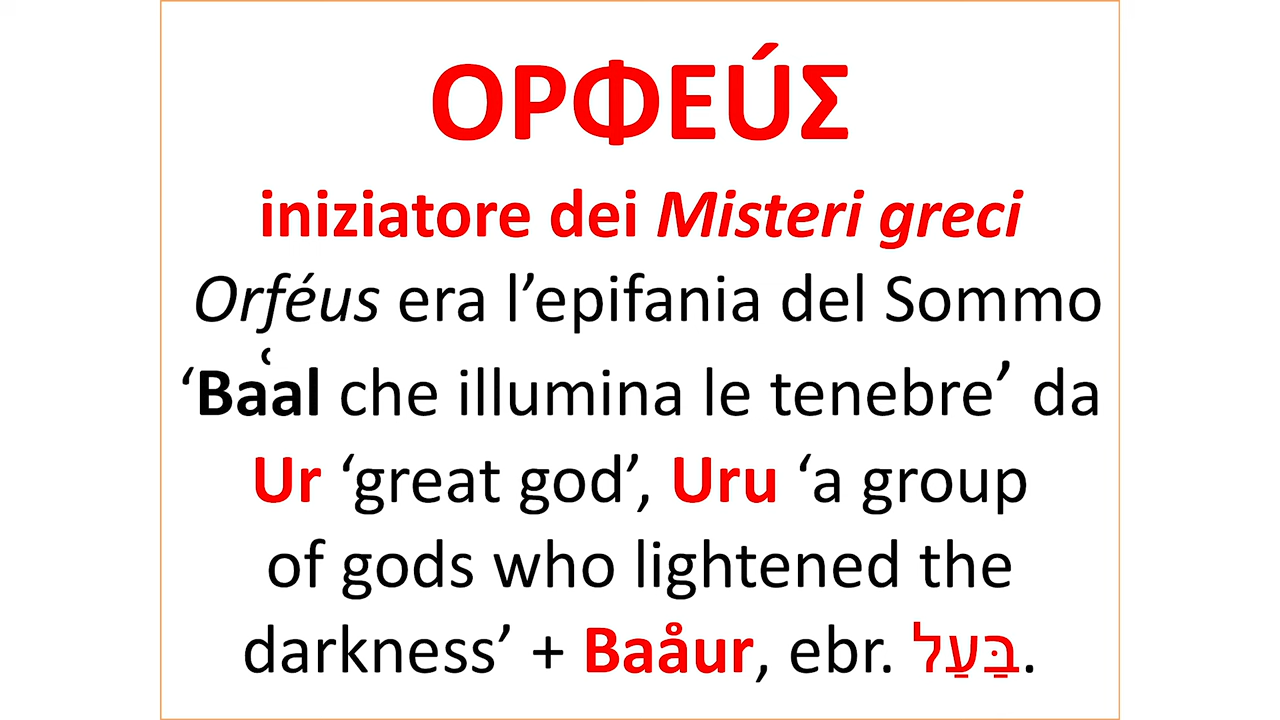 ΟΡΦΕΎΣ
iniziatore dei Misteri greci
Orféus era l’epifania del Sommo
‘Baʿal che illumina le tenebre’ da
Ur ‘great god’, Uru ‘a group
of gods who lightened the
darkness’ + Baåur, ebr. בַּעַל.